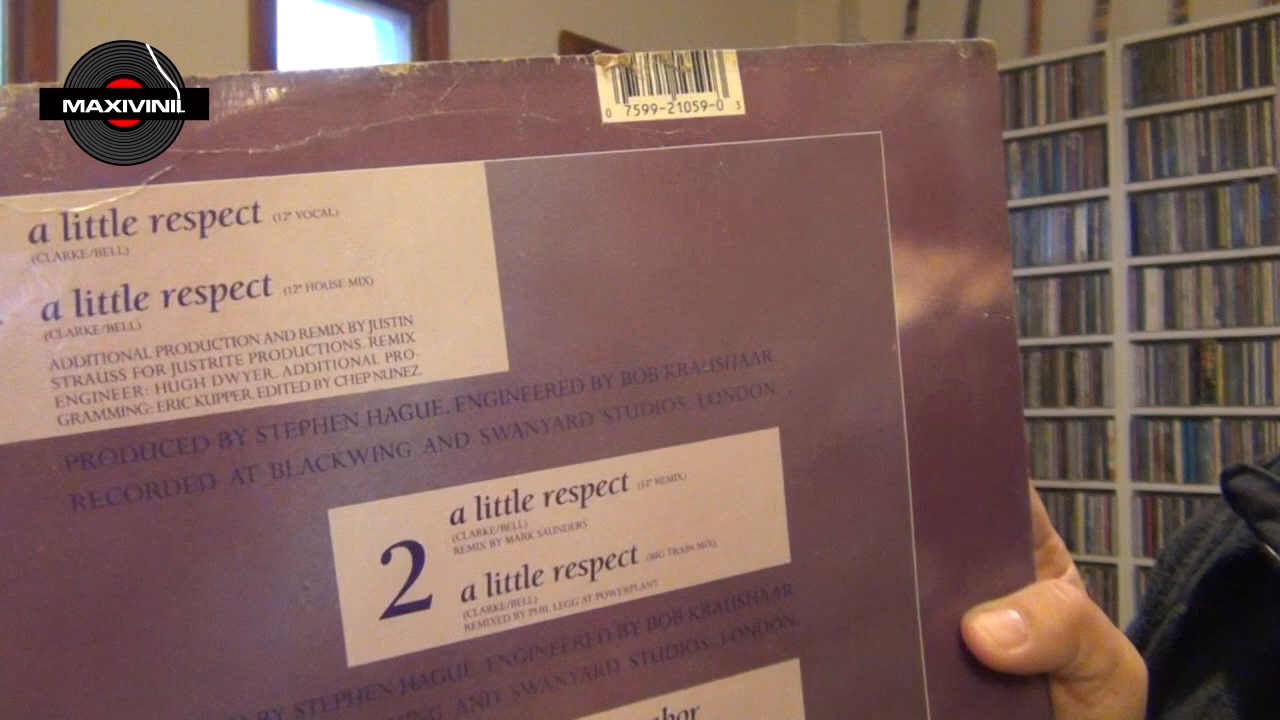 MAXIVINIL
0 7599-21059-0 3
a little respect (12" VOCAL)
(CLARKE/BELL)
a little respect (12" HOUSE MIX)
(CLARKE/BELL)
ADDITIONAL PRODUCTION AND REMIX BY JUSTIN
STRAUSS FOR JUSTRITE PRODUCTIONS. REMIX
ENGINEER: HUGH DWYER. ADDITIONAL PRO-
GRAMMING: ERIC KUPPER. EDITED BY CHEP NUNEZ.
PRODUCED BY STEPHEN HAGUE. ENGINEERED BY BOB KRAUSHAAR.
RECORDED AT BLACKWING AND SWANYARD STUDIOS, LONDON.
2
a little respect (12" REMIX)
(CLARKE/BELL)
REMIX BY MARK SAUNDERS
a little respect (BIG TRAIN MIX)
(CLARKE/BELL)
REMIXED BY PHIL LEGG AT POWERPLANT
BY STEPHEN HAGUE. ENGINEERED BY BOB KRAUSHAAR
AND SWANYARD STUDIOS, LONDON.